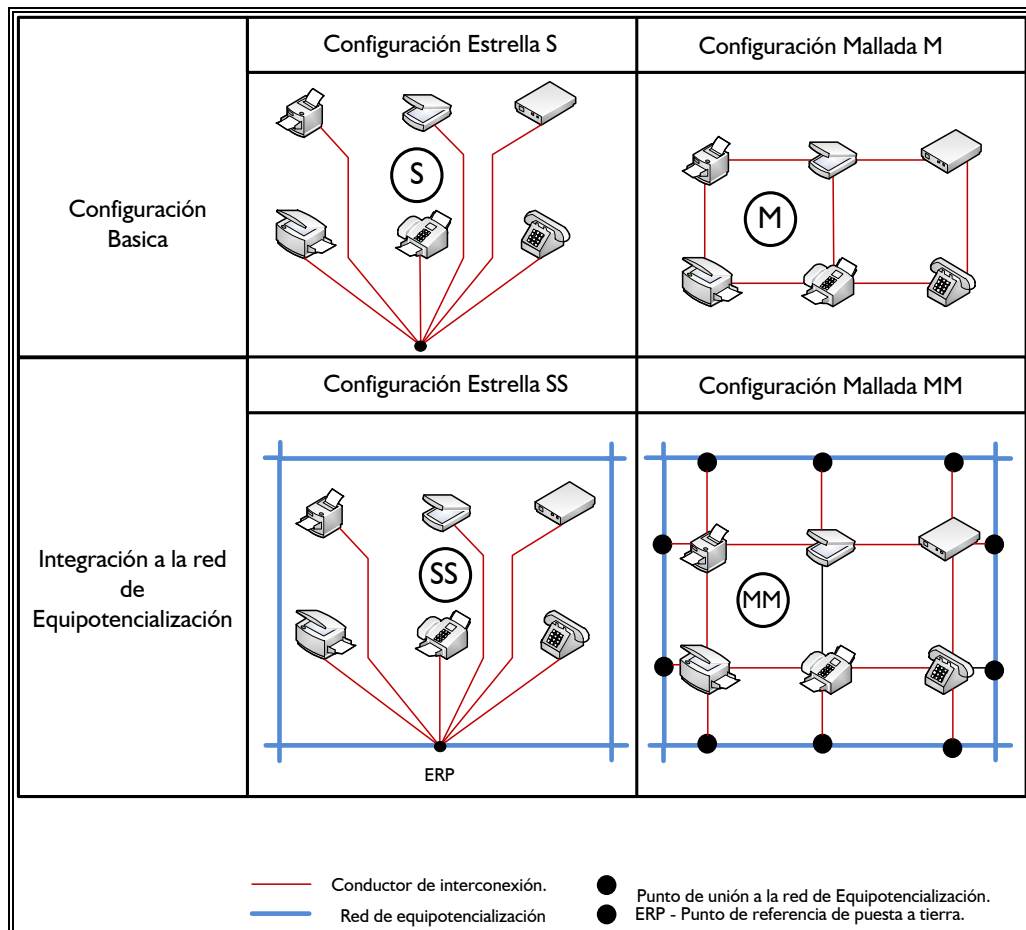 Configuración Estrella S
Configuración Mallada M
Configuración
Basica
S
M
Configuración Estrella SS
Configuración Mallada MM
Integración a la red
de
Equipotencialización
SS
MM
ERP
Conductor de interconexión.
Red de equipotencialización
Punto de unión a la red de Equipotencialización.
ERP - Punto de referencia de puesta a tierra.